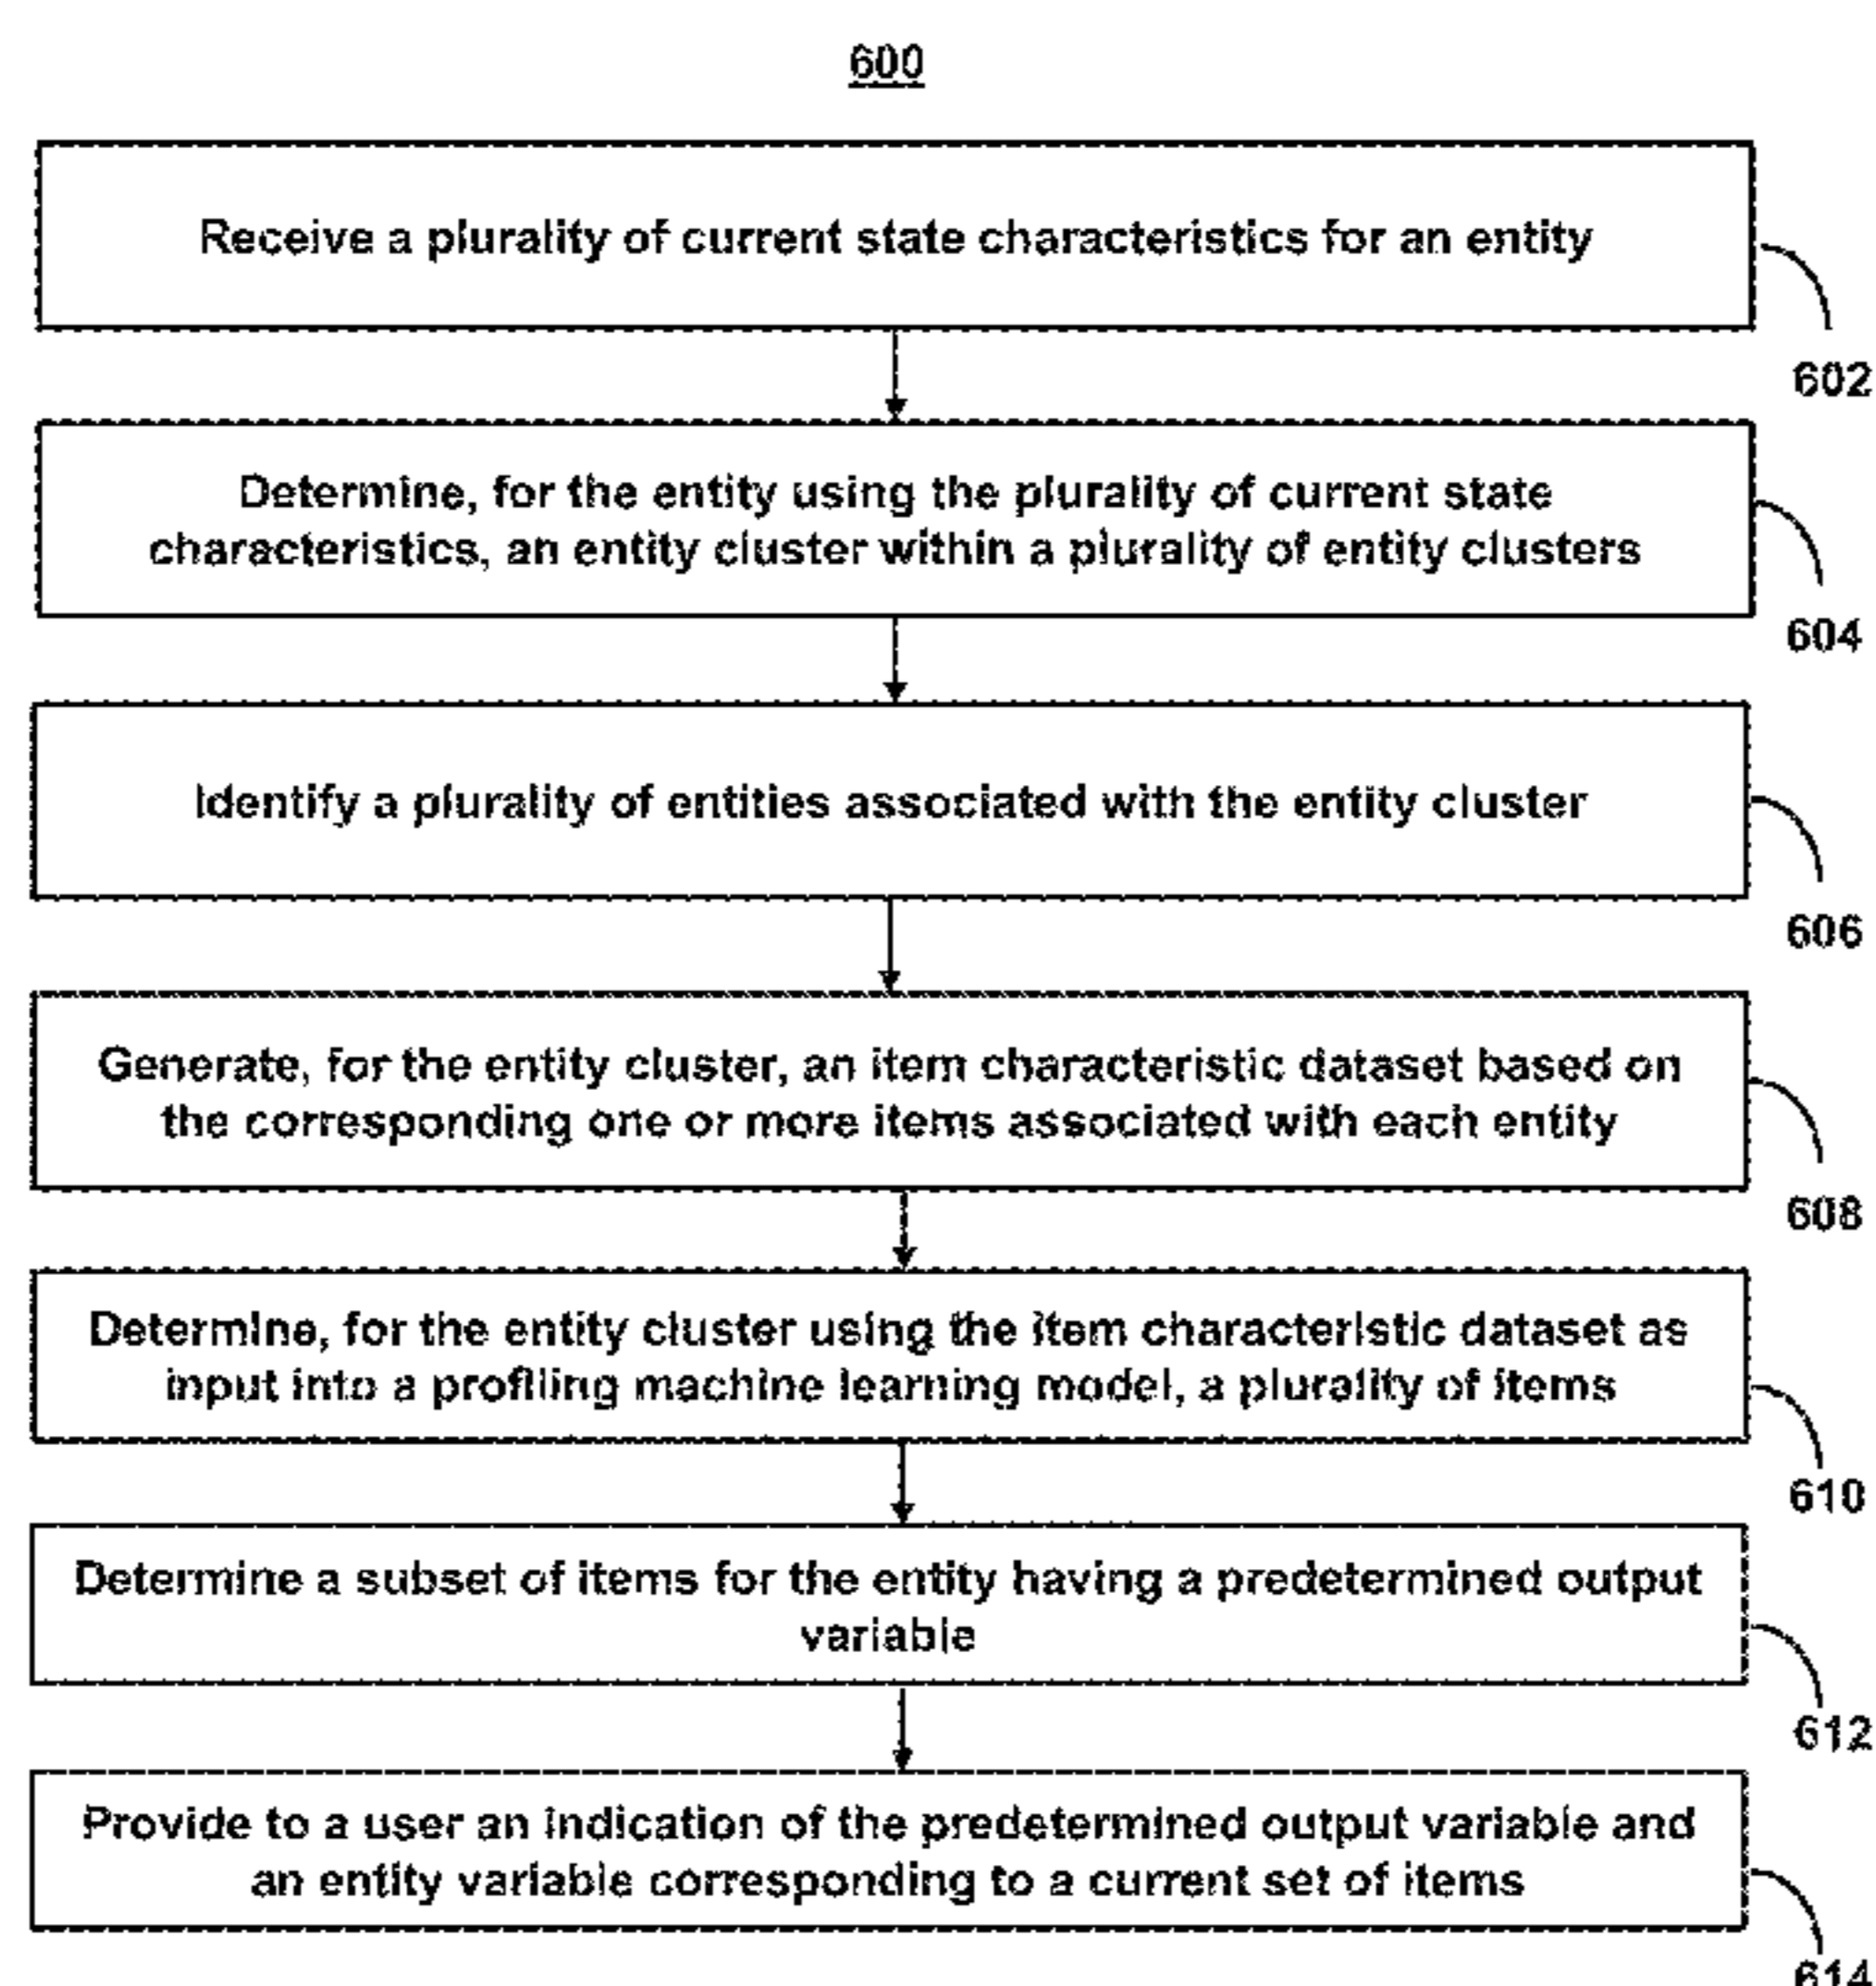 600
Receive a plurality of current state characteristics for an entity
602
Determine, for the entity using the plurality of current state
characteristics, an entity cluster within a plurality of entity clusters
604
Identify a plurality of entities associated with the entity cluster
606
Generate, for the entity cluster, an item characteristic dataset based on
the corresponding one or more items associated with each entity
608
Determine, for the entity cluster using the item characteristic dataset as
input into a profiling machine learning model, a plurality of items
610
Determine a subset of items for the entity having a predetermined output
variable
612
Provide to a user an indication of the predetermined output variable and
an entity variable corresponding to a current set of items
614